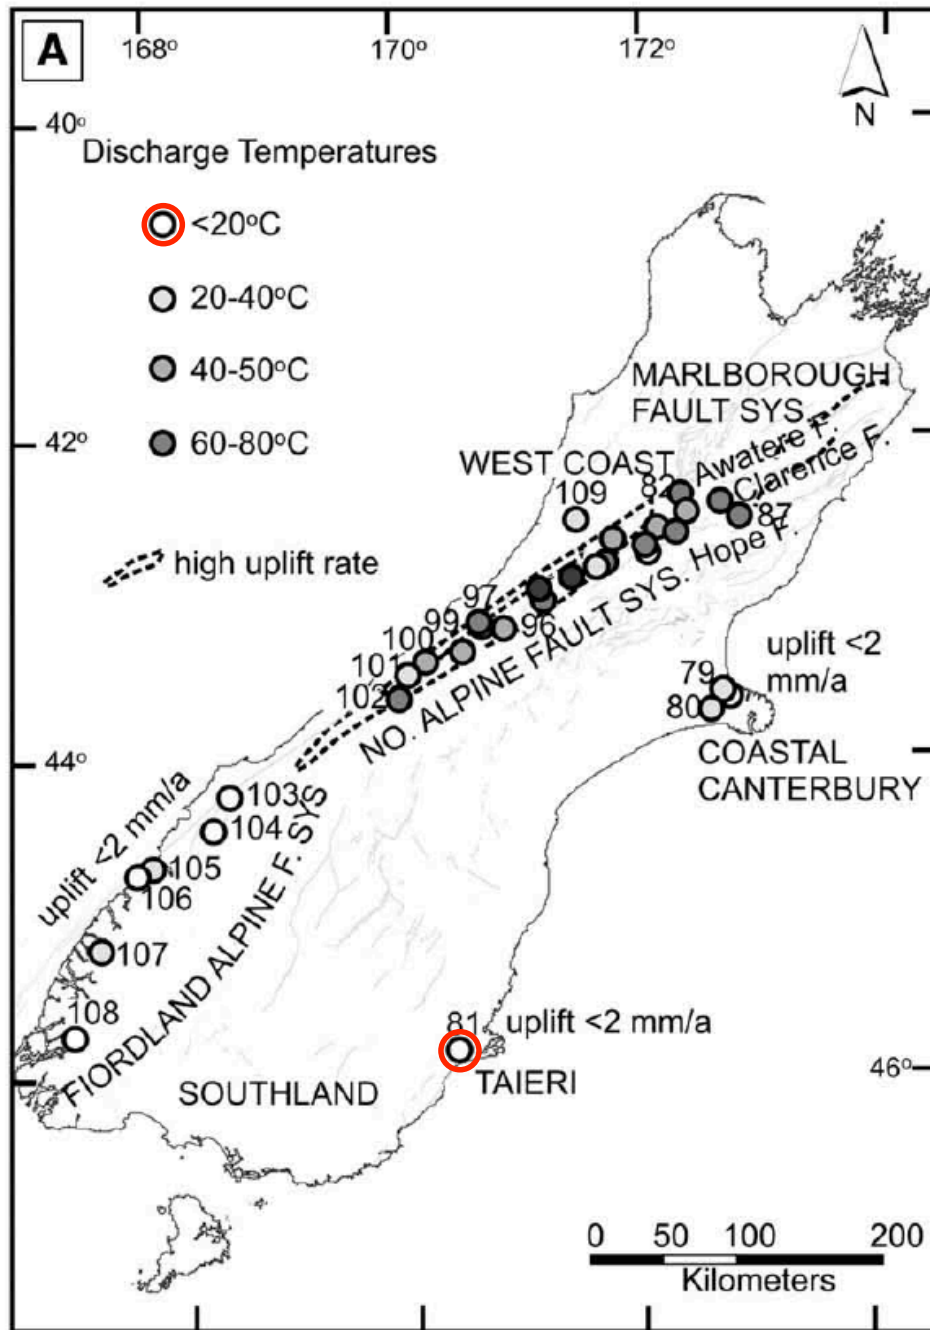 A
168°
170°
172°
N
40°
Discharge Temperatures
<20°C
20-40°C
40-50°C
60-80°C
MARLBOROUGH
FAULT SYS
42°
Awatere F.
WEST COAST
82
Clarence F.
109
87
high uplift rate
Hope F.
97
99
96
100
101
102
NO. ALPINE FAULT SYS.
79
uplift <2
mm/a
80
COASTAL
CANTERBURY
44°
103
104
uplift <2 mm/a
105
106
107
FIORDLAND ALPINE F. SYS
108
81
uplift <2 mm/a
TAIERI
46°
SOUTHLAND
0 50 100 200
Kilometers